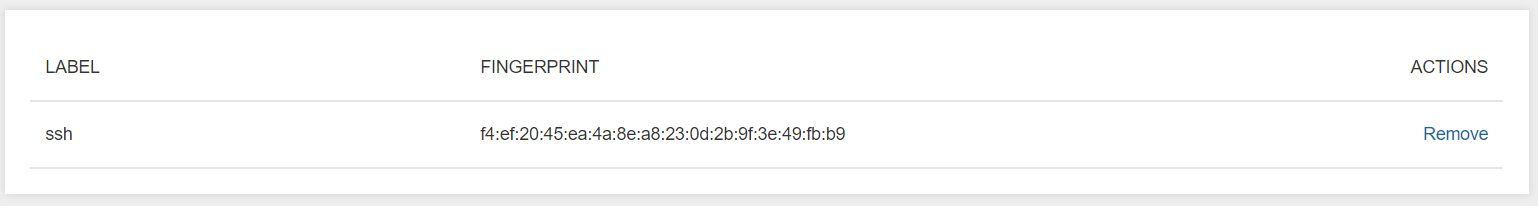 LABEL FINGERPRINT ACTIONS
ssh f4:ef:20:45:ea:4a:8e:a8:23:0d:2b:9f:3e:49:fb:b9 Remove